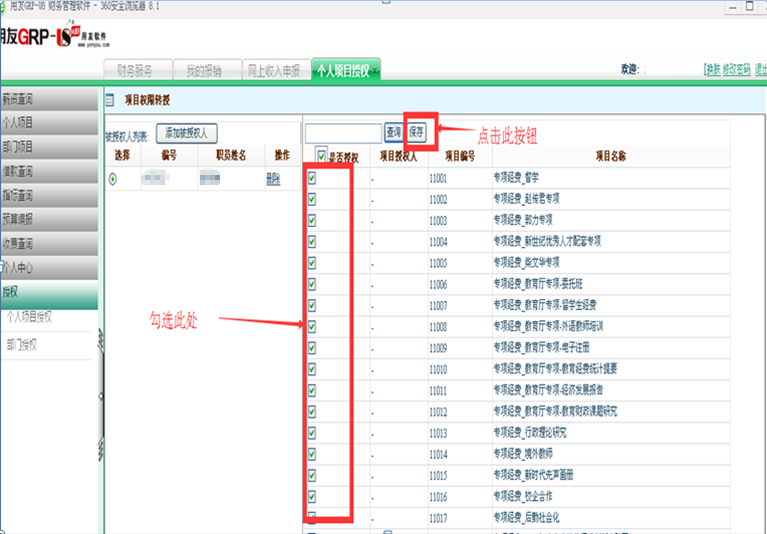 用友GRP-U8 财务管理软件 - 360安全浏览器 8.1
用友GRP-U8 用友软件
www.yonyou.com
财务服务 我的报销 网上收入申报 个人项目授权 ×
欢迎: [换肤 修改密码 退出
薪资查询
个人项目
部门项目
借款查询
指标查询
预算编报
收费查询
个人中心
授权
个人项目授权
部门授权
项目权限转授
被授权人列表: 添加被授权人
选择 编号 职员姓名 操作
删除
查询 保存
点击此按钮
勾选此处
是否授权 项目授权人 项目编号 项目名称
- 11001 专项经费_督学
- 11002 专项经费_赵侑君专项
- 11003 专项经费_郭力专项
- 11004 专项经费_新世纪优秀人才配套专项
- 11005 专项经费_柴文华专项
- 11006 专项经费_教育厅专项-委托班
- 11007 专项经费_教育厅专项-留学生经费
- 11008 专项经费_教育厅专项-外语教师培训
- 11009 专项经费_教育厅专项-电子注册
- 11010 专项经费_教育厅专项-教育经费统计提要
- 11011 专项经费_教育厅专项-经济发展报告
- 11012 专项经费_教育厅专项-教育财政课题研究
- 11013 专项经费_行政理论研究
- 11014 专项经费_境外教师
- 11015 专项经费_新时代先声画册
- 11016 专项经费_校企合作
- 11017 专项经费_后勤社会化